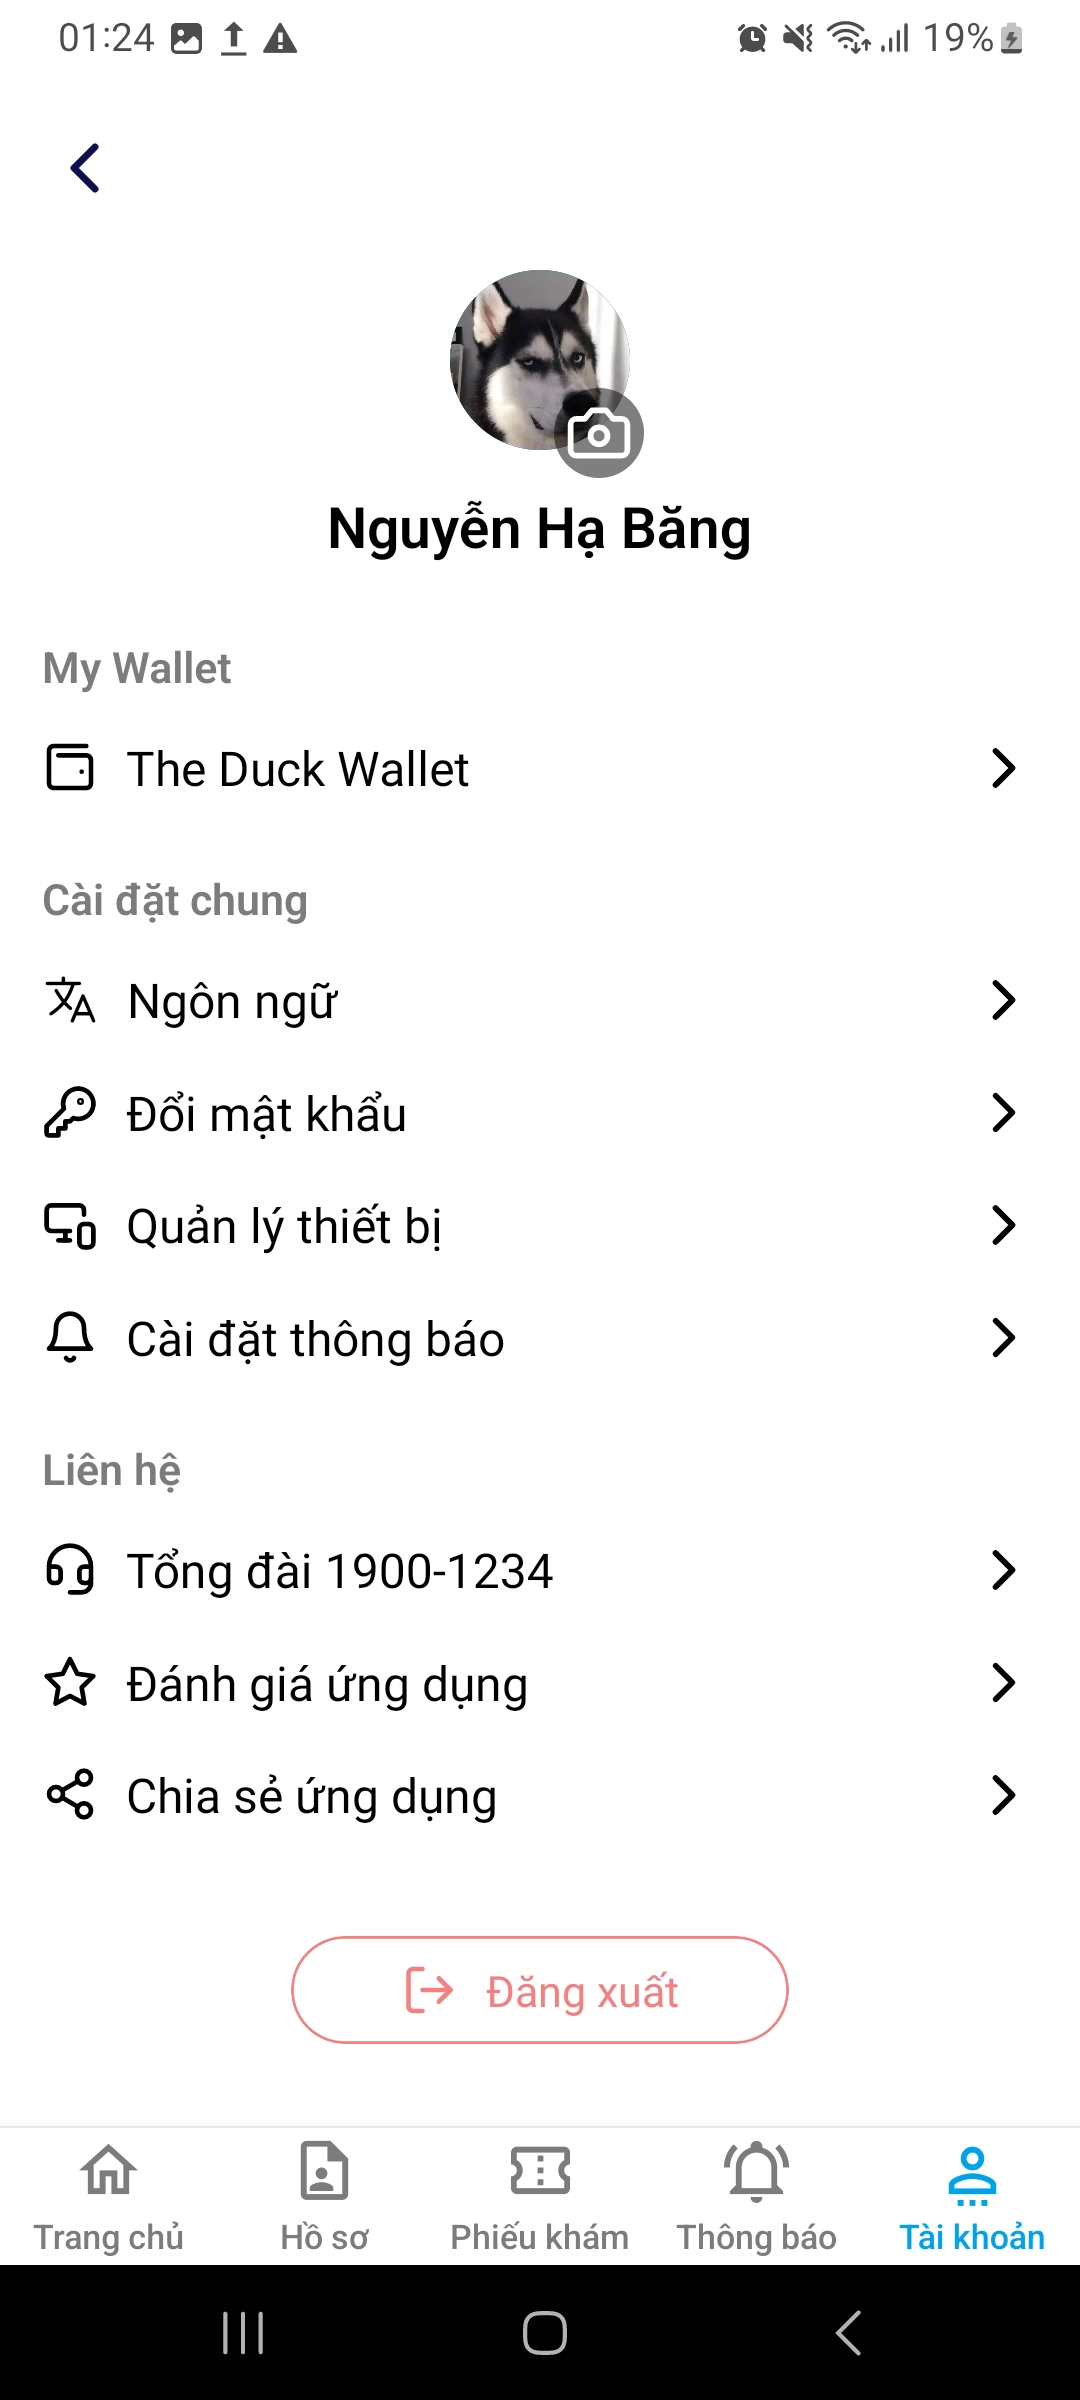 01:24
19%
Nguyễn Hạ Băng
My Wallet
The Duck Wallet
Cài đặt chung
Ngôn ngữ
Đổi mật khẩu
Quản lý thiết bị
Cài đặt thông báo
Liên hệ
Tổng đài 1900-1234
Đánh giá ứng dụng
Chia sẻ ứng dụng
Đăng xuất
Trang chủ
Hồ sơ
Phiếu khám
Thông báo
Tài khoản